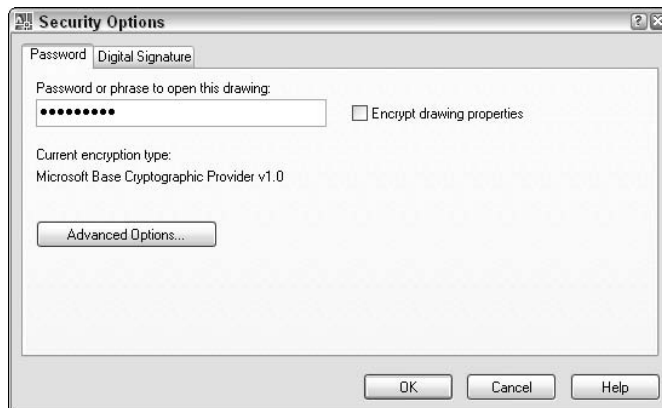 Security Options
Password
Digital Signature
Password or phrase to open this drawing:
•••••••••
Encrypt drawing properties
Current encryption type:
Microsoft Base Cryptographic Provider v1.0
Advanced Options...
OK
Cancel
Help